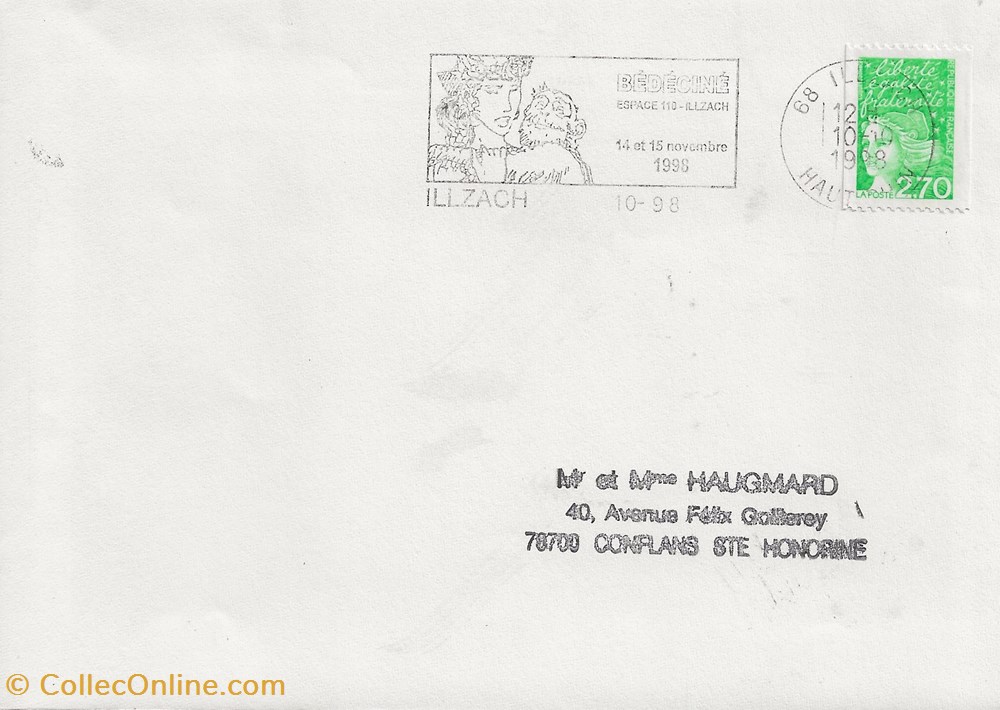 BÉDÉCINÉ
ESPACE 110 - ILLZACH
14 et 15 novembre
1998
ILLZACH 10-98
68 ILL
12
10-
1998
HAUT
liberté
égalité
fraternité
RÉPUBLIQUE FRANÇAISE
LA POSTE 2,70
Mr et Mme HAUGMARD
40, Avenue Félix
78700 CONFLANS STE HONORINE
© CollecOnline.com